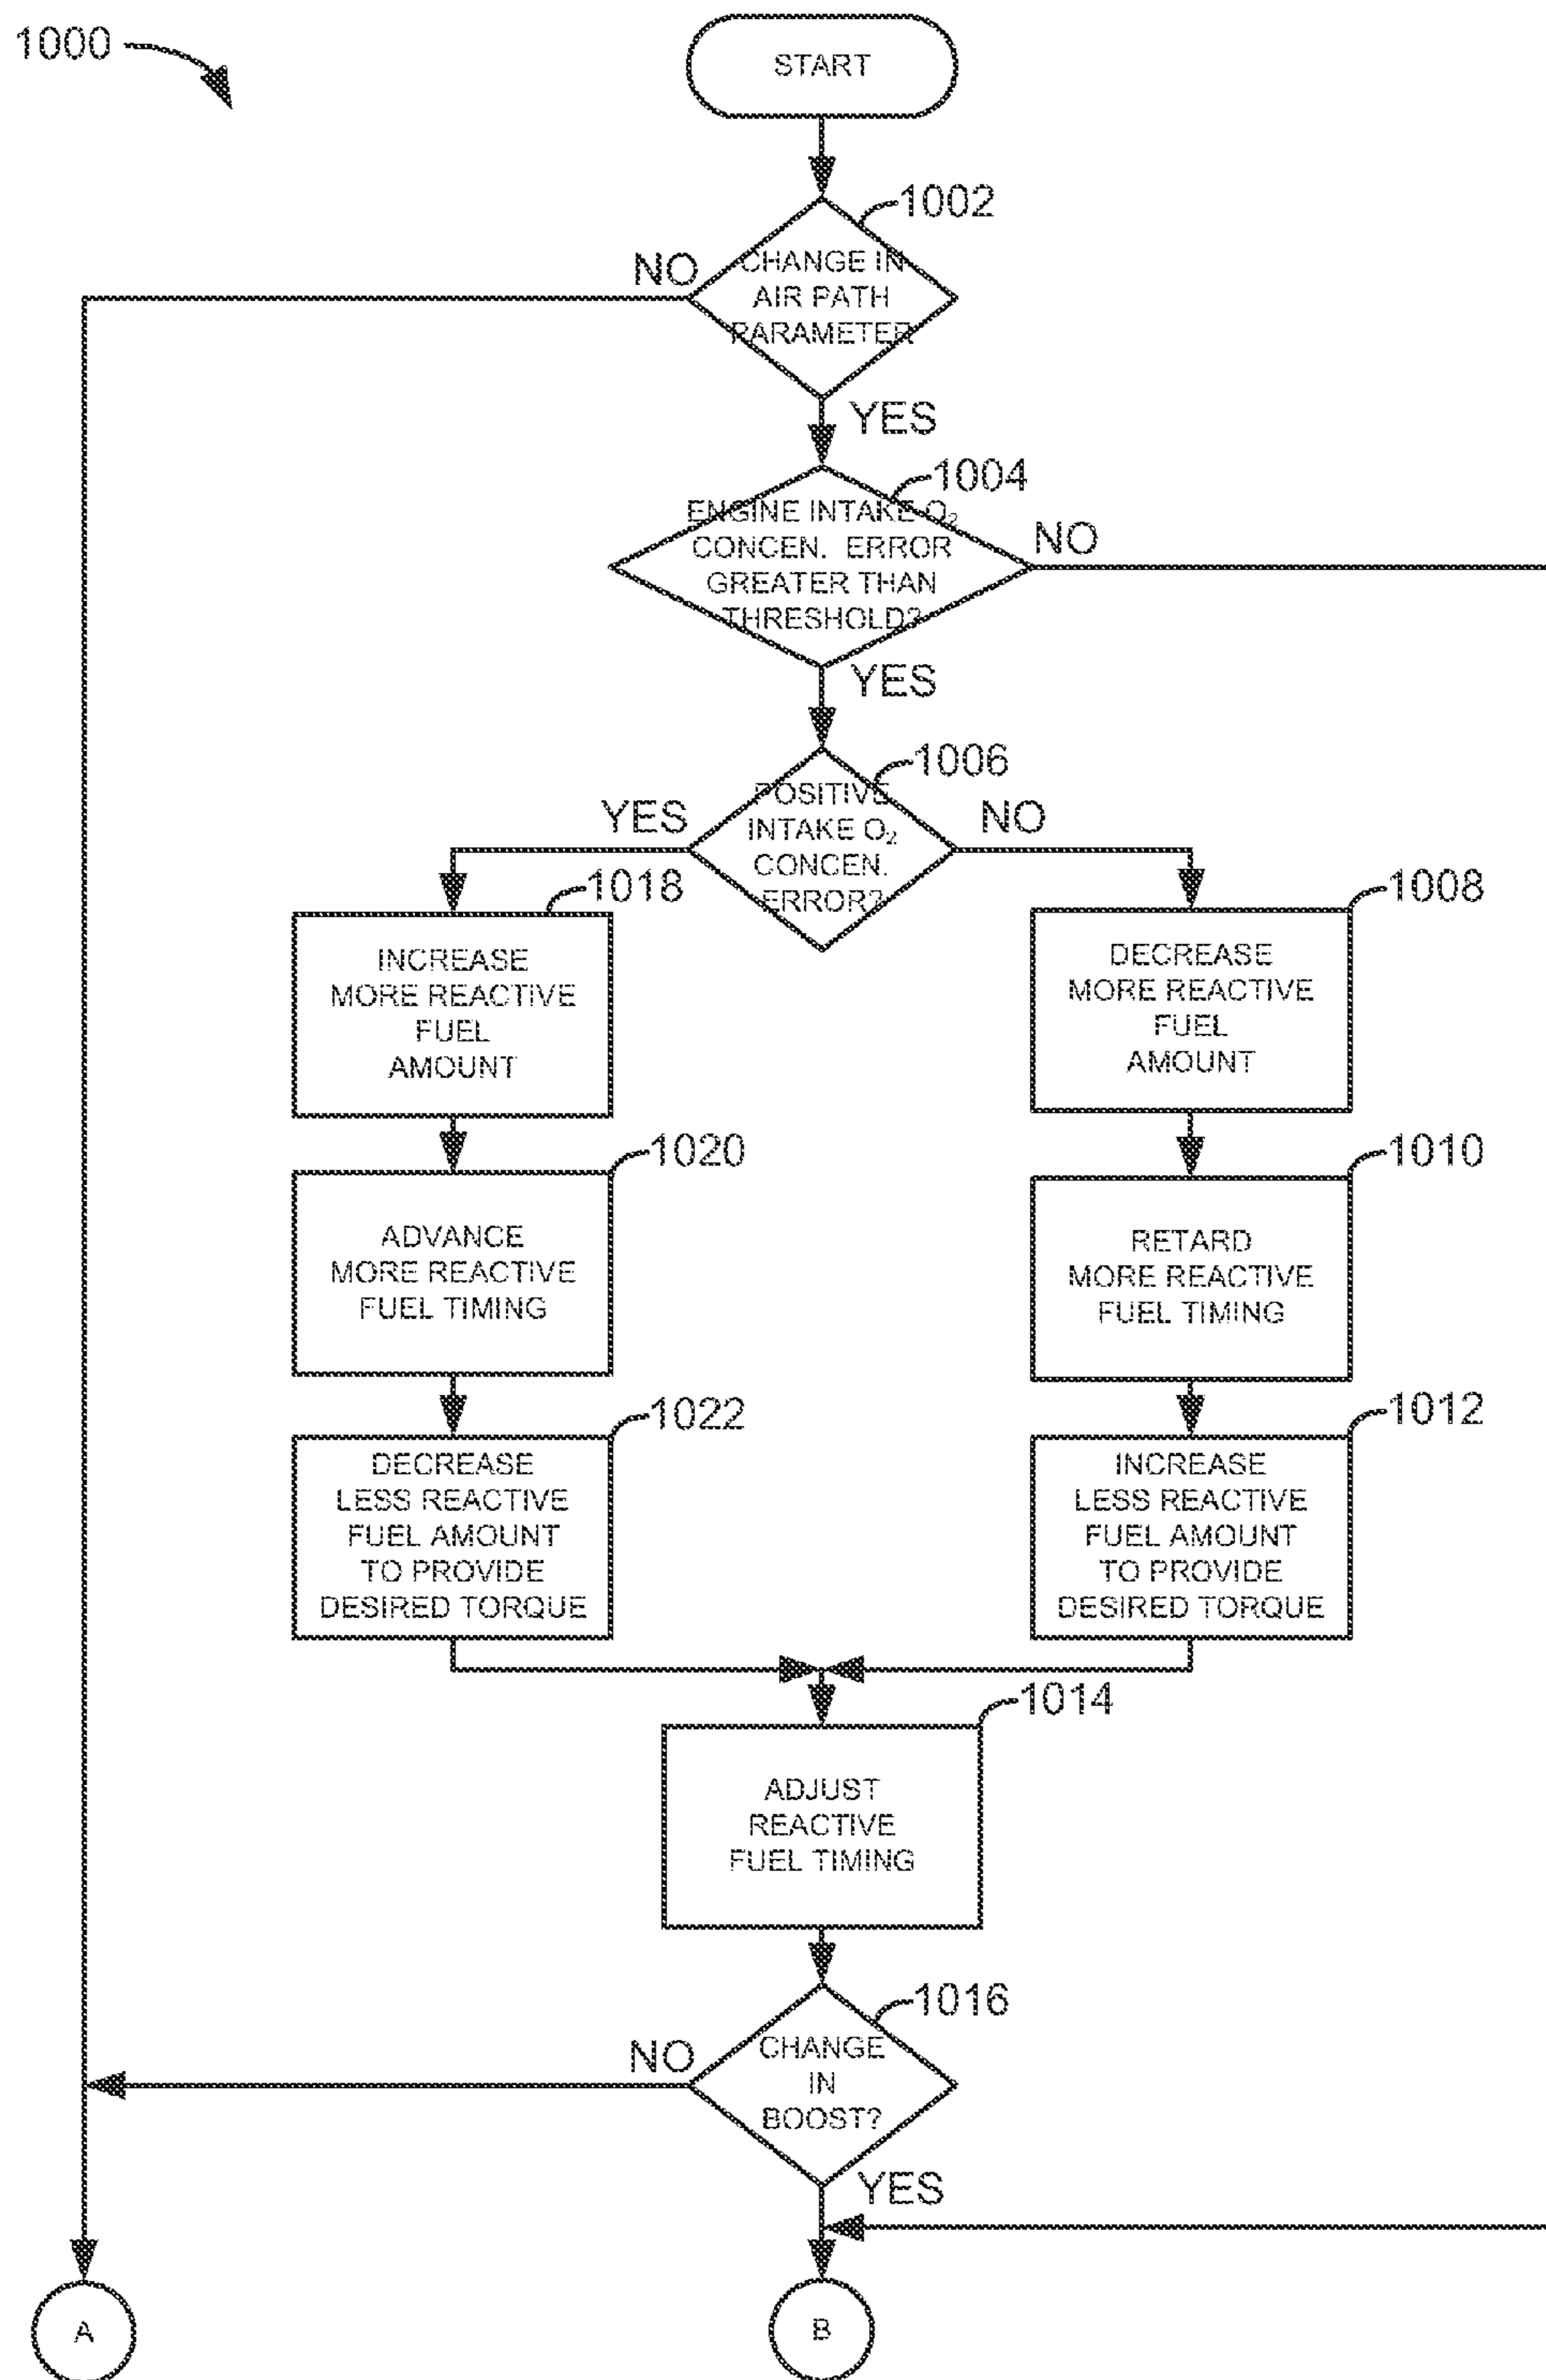 1000
START
1002
NO
CHANGE IN
AIR PATH
PARAMETER
YES
1004
ENGINE INTAKE O₂
CONCEN. ERROR
GREATER THAN
THRESHOLD?
NO
YES
1006
POSITIVE
INTAKE O₂
CONCEN.
ERROR?
YES
NO
1018
INCREASE
MORE REACTIVE
FUEL
AMOUNT
1008
DECREASE
MORE REACTIVE
FUEL
AMOUNT
1020
ADVANCE
MORE REACTIVE
FUEL TIMING
1010
RETARD
MORE REACTIVE
FUEL TIMING
1022
DECREASE
LESS REACTIVE
FUEL AMOUNT
TO PROVIDE
DESIRED TORQUE
1012
INCREASE
LESS REACTIVE
FUEL AMOUNT
TO PROVIDE
DESIRED TORQUE
1014
ADJUST
REACTIVE
FUEL TIMING
1016
NO
CHANGE
IN
BOOST?
YES
A
B